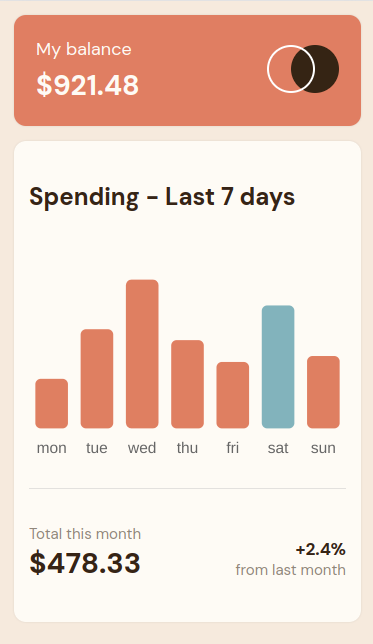 My balance
$921.48
Spending - Last 7 days
mon tue wed thu fri sat sun
Total this month
$478.33
+2.4%
from last month